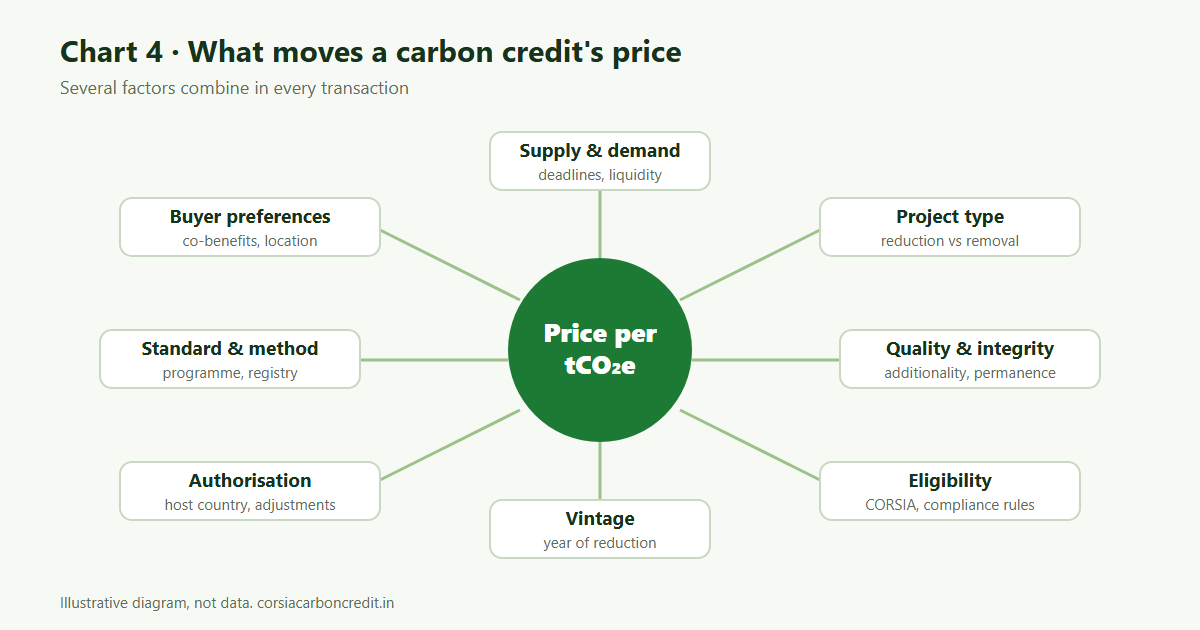 Chart 4 · What moves a carbon credit's price
Several factors combine in every transaction
Supply & demand
deadlines, liquidity
Buyer preferences
co-benefits, location
Project type
reduction vs removal
Price per
tCO₂e
Standard & method
programme, registry
Quality & integrity
additionality, permanence
Authorisation
host country, adjustments
Eligibility
CORSIA, compliance rules
Vintage
year of reduction
Illustrative diagram, not data. corsiacarboncredit.in